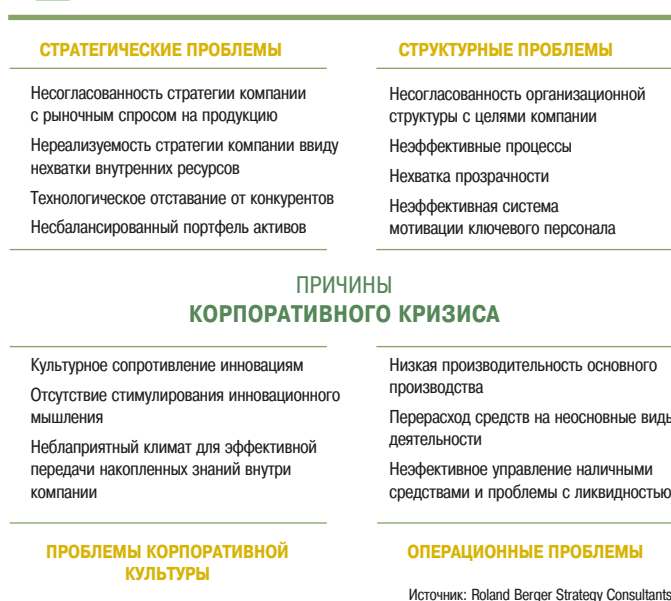 СТРАТЕГИЧЕСКИЕ ПРОБЛЕМЫ
Несогласованность стратегии компании
с рыночным спросом на продукцию
Нереализуемость стратегии компании ввиду
нехватки внутренних ресурсов
Технологическое отставание от конкурентов
Несбалансированный портфель активов
СТРУКТУРНЫЕ ПРОБЛЕМЫ
Несогласованность организационной
структуры с целями компании
Неэффективные процессы
Нехватка прозрачности
Неэффективная система
мотивации ключевого персонала
ПРИЧИНЫ
КОРПОРАТИВНОГО КРИЗИСА
Культурное сопротивление инновациям
Отсутствие стимулирования инновационного
мышления
Неблаприятный климат для эффективной
передачи накопленных знаний внутри
компании
ПРОБЛЕМЫ КОРПОРАТИВНОЙ
КУЛЬТУРЫ
Низкая производительность основного
производства
Перерасход средств на неосновные виды
деятельности
Неэфективное управление наличными
средствами и проблемы с ликвидностью
ОПЕРАЦИОННЫЕ ПРОБЛЕМЫ
Источник: Roland Berger Strategy Consultants